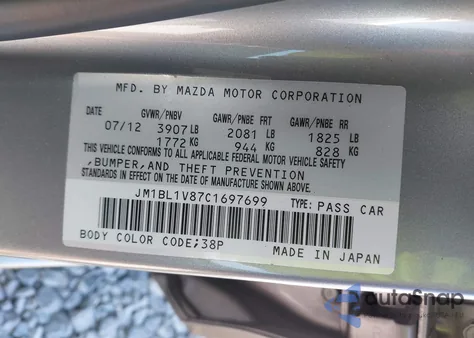 MFD. BY MAZDA MOTOR CORPORATION
DATE GVWR/PNBV GAWR/PNBE FRT GAWR/PNBE RR
07/12 3907 LB 2081 LB 1825 LB
1772 KG 944 KG 828 KG
THIS VEHICLE CONFORMS TO ALL APPLICABLE FEDERAL MOTOR VEHICLE SAFETY
,BUMPER,AND THEFT PREVENTION
STANDARDS IN EFFECT ON THE DATE OF MANUFACTURE SHOWN ABOVE.
JM1BL1V87C1697699 TYPE: PASS CAR
BODY COLOR CODE;38P MADE IN JAPAN
autoSnap